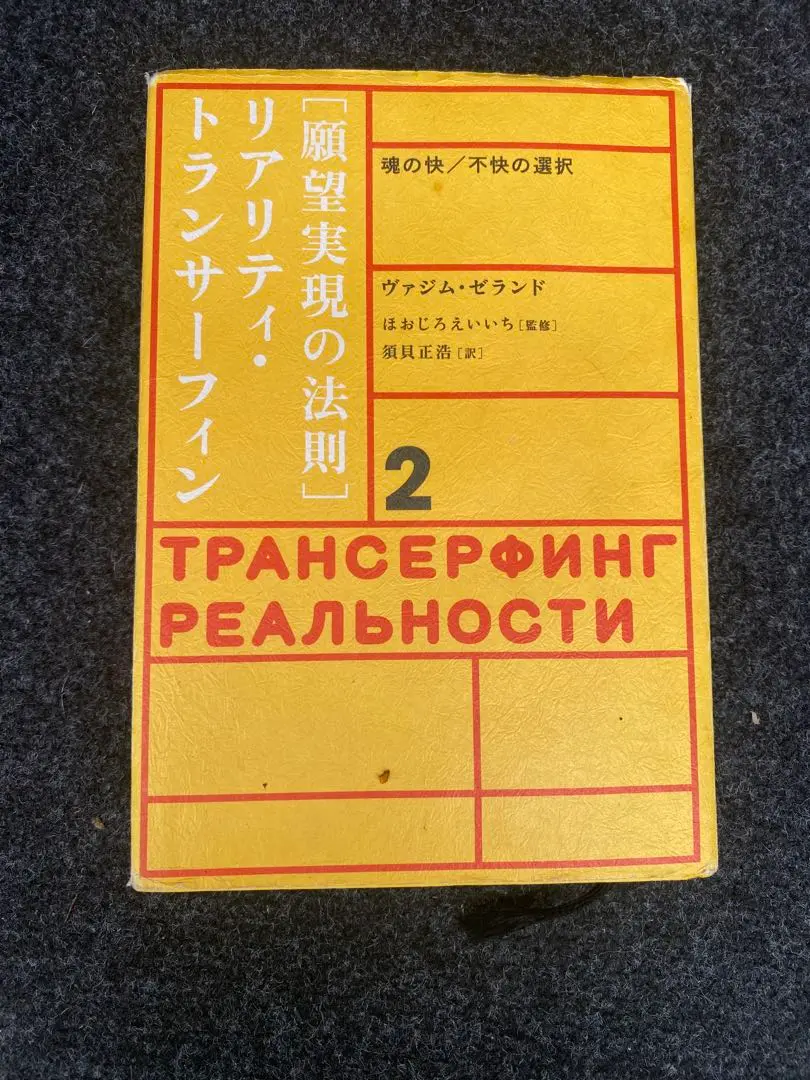 ［願望実現の法則］
リアリティ・
トランサーフィン
魂の快／不快の選択
ヴァジム・ゼランド
ほおじろえいいち［監修］
須貝正浩［訳］
2
ТРАНСЕРФИНГ
РЕАЛЬНОСТИ